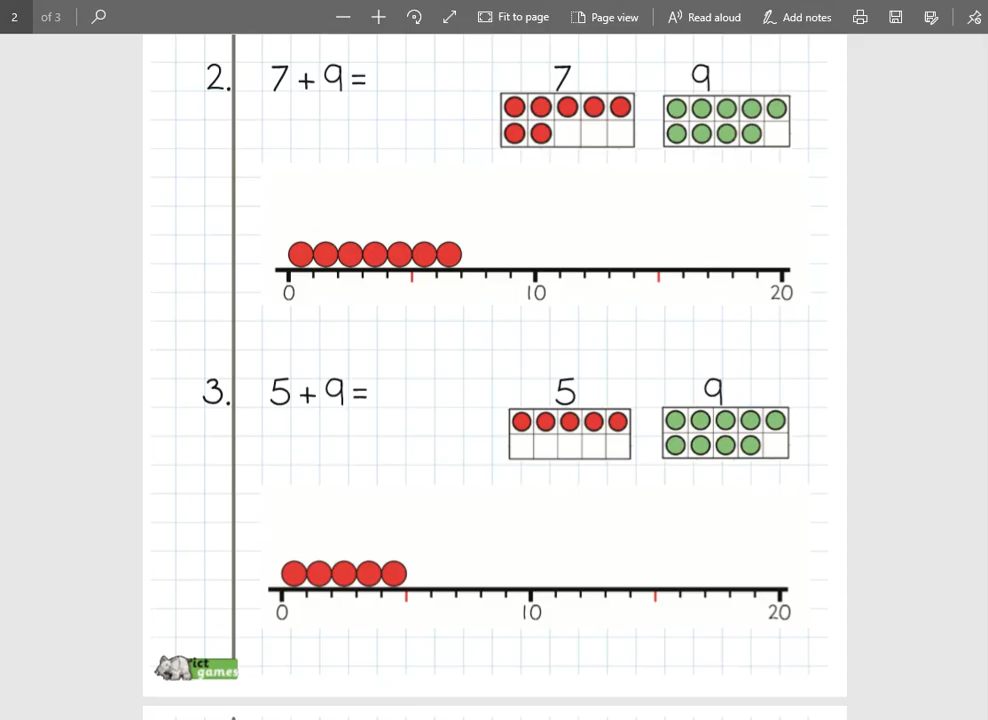 2 of 3 Fit to page Page view Read aloud Add notes
2. 7 + 9 = 7 9
0 10 20
3. 5 + 9 = 5 9
0 10 20
ict
games